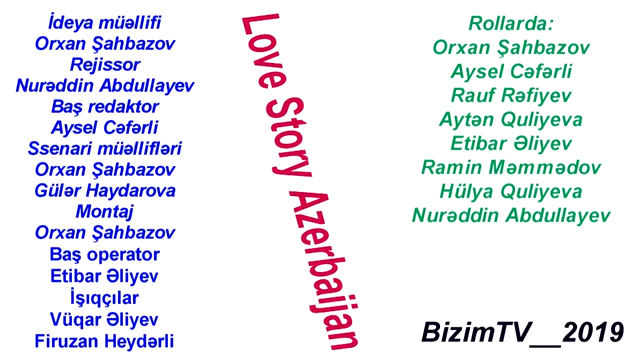 İdeya müəllifi
Orxan Şahbazov
Rejissor
Nurəddin Abdullayev
Baş redaktor
Aysel Cəfərli
Ssenari müəllifləri
Orxan Şahbazov
Gülər Haydarova
Montaj
Orxan Şahbazov
Baş operator
Etibar Əliyev
İşıqçılar
Vüqar Əliyev
Firuzan Heydərli
Love Story Azerbaijan
Rollarda:
Orxan Şahbazov
Aysel Cəfərli
Rauf Rəfiyev
Aytən Quliyeva
Etibar Əliyev
Ramin Məmmədov
Hülya Quliyeva
Nurəddin Abdullayev
BizimTV__2019